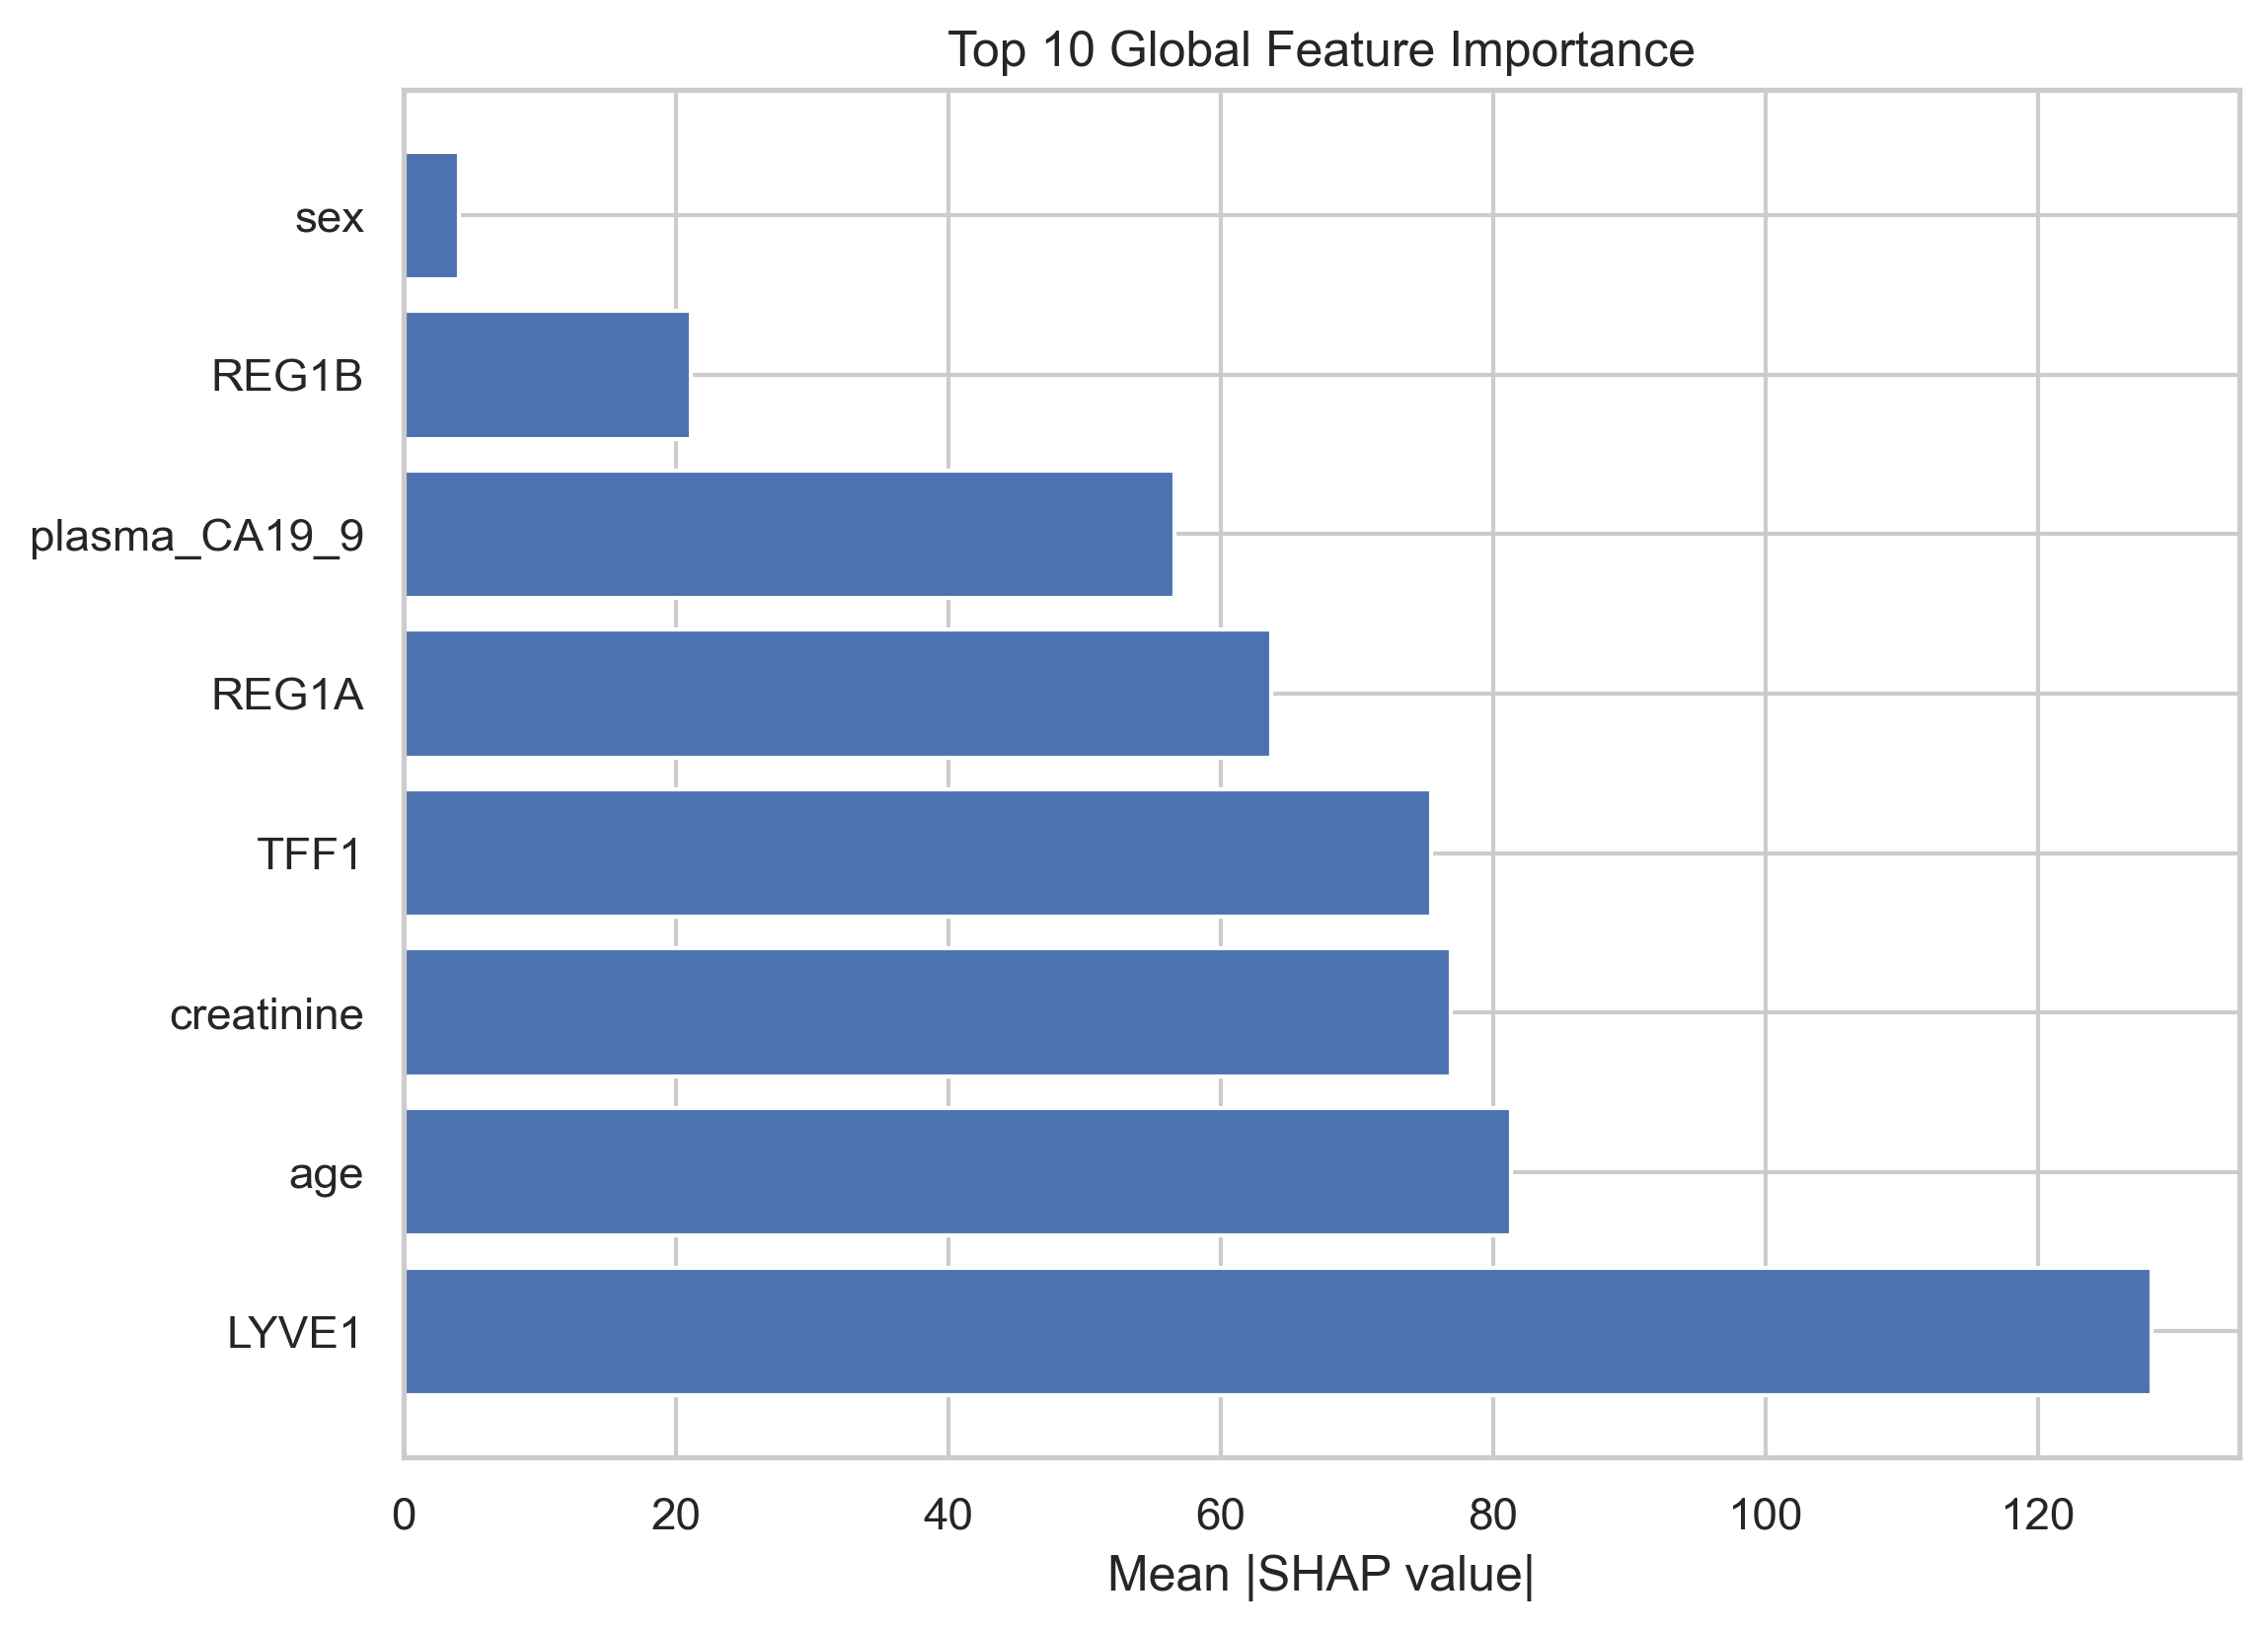 Top 10 Global Feature Importance
sex
REG1B
plasma_CA19_9
REG1A
TFF1
creatinine
age
LYVE1
0 20 40 60 80 100 120
Mean |SHAP value|